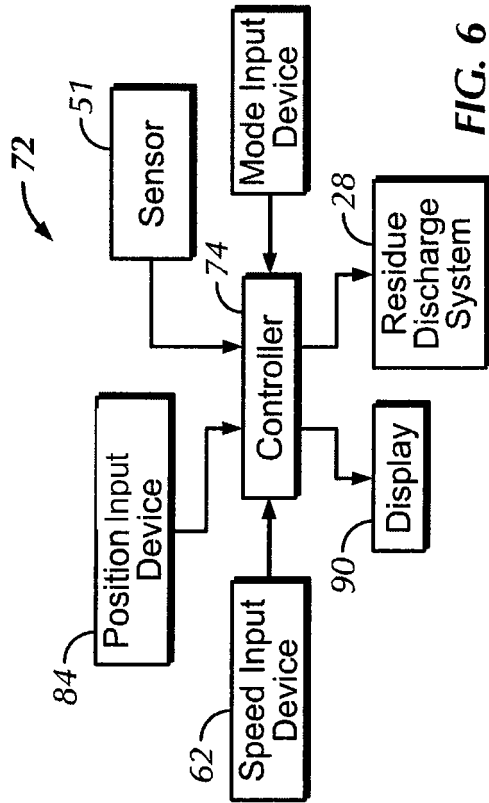 72
84
Position Input
Device
51
Sensor
62
Speed Input
Device
74
Controller
Mode Input
Device
90
Display
28
Residue
Discharge
System
FIG. 6